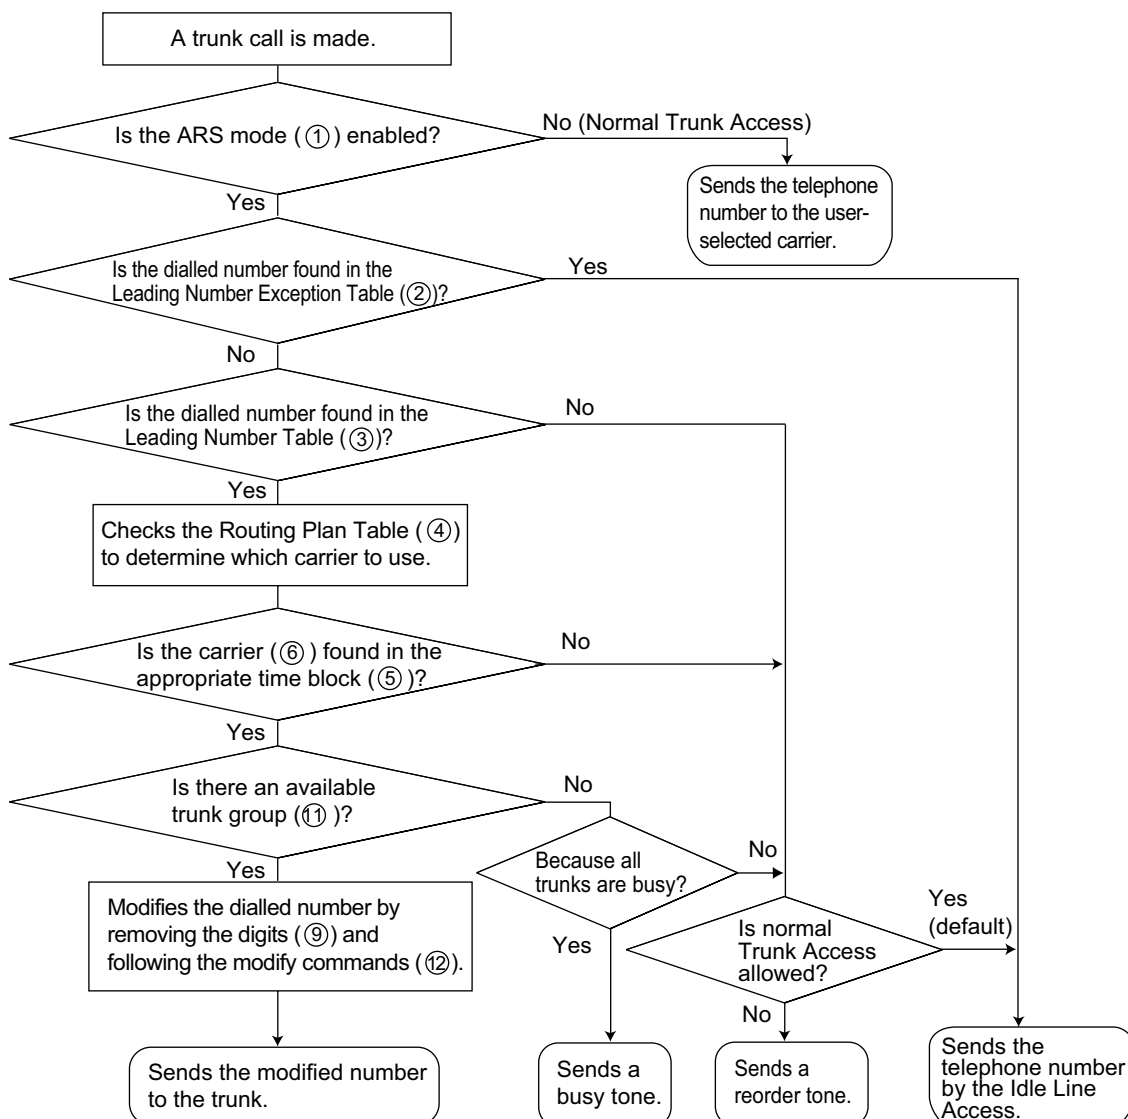 A trunk call is made.
Is the ARS mode (①) enabled?
No (Normal Trunk Access)
Sends the telephone
number to the user-
selected carrier.
Yes
Is the dialled number found in the
Leading Number Exception Table (②)?
Yes
No
Is the dialled number found in the
Leading Number Table (③)?
No
Yes
Checks the Routing Plan Table (④)
to determine which carrier to use.
Is the carrier (⑥) found in the
appropriate time block (⑤)?
No
Yes
Is there an available
trunk group (⑪)?
No
Because all
trunks are busy?
No
Yes
Modifies the dialled number by
removing the digits (⑨) and
following the modify commands (⑫).
Yes
Is normal
Trunk Access
allowed?
Yes
(default)
No
Sends the modified number
to the trunk.
Sends a
busy tone.
Sends a
reorder tone.
Sends the
telephone number
by the Idle Line
Access.